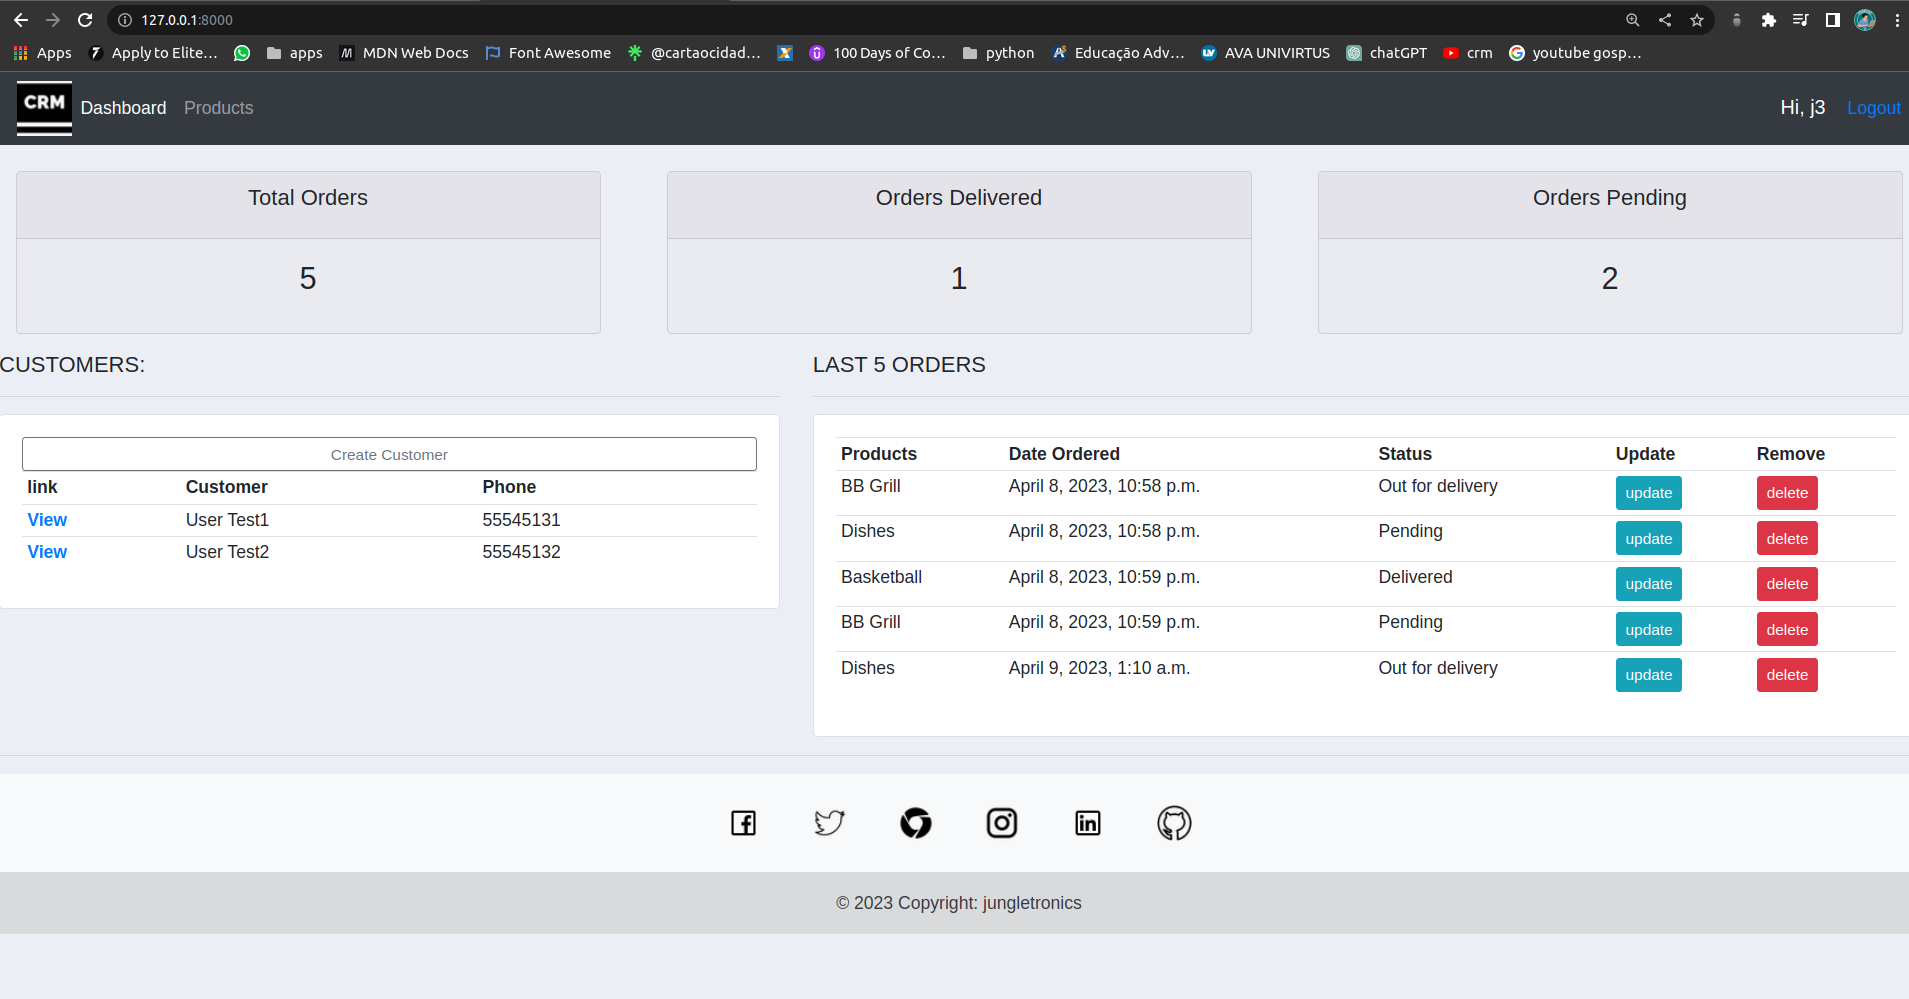 127.0.0.1:8000
Apps Apply to Elite... apps MDN Web Docs Font Awesome @cartaocidad... 100 Days of Co... python Educação Adv... AVA UNIVIRTUS chatGPT crm youtube gosp...
CRM Dashboard Products Hi, j3 Logout
Total Orders Orders Delivered Orders Pending
5 1 2
CUSTOMERS:
Create Customer
link Customer Phone
View User Test1 55545131
View User Test2 55545132
LAST 5 ORDERS
Products Date Ordered Status Update Remove
BB Grill April 8, 2023, 10:58 p.m. Out for delivery update delete
Dishes April 8, 2023, 10:58 p.m. Pending update delete
Basketball April 8, 2023, 10:59 p.m. Delivered update delete
BB Grill April 8, 2023, 10:59 p.m. Pending update delete
Dishes April 9, 2023, 1:10 a.m. Out for delivery update delete
© 2023 Copyright: jungletronics